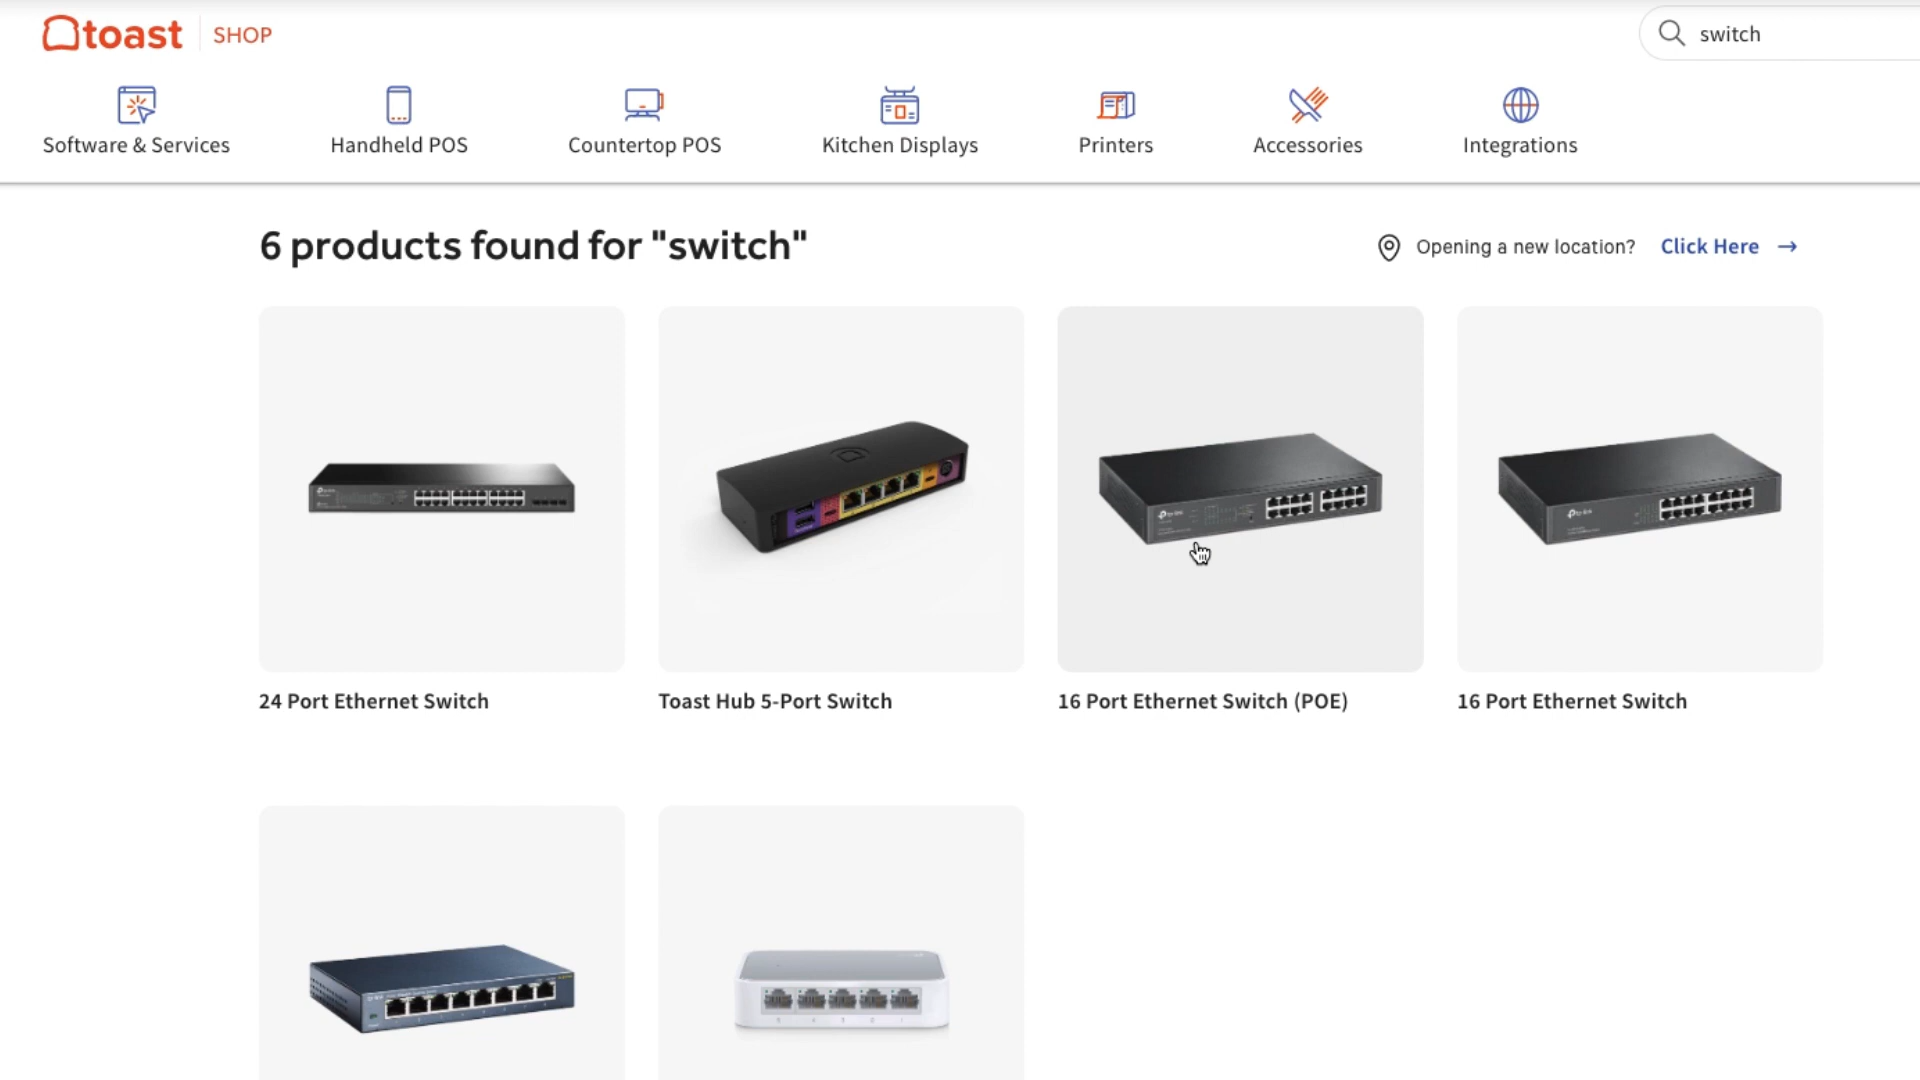 toast SHOP
switch
Software & Services
Handheld POS
Countertop POS
Kitchen Displays
Printers
Accessories
Integrations
6 products found for "switch"
Opening a new location? Click Here →
24 Port Ethernet Switch
Toast Hub 5-Port Switch
16 Port Ethernet Switch (POE)
16 Port Ethernet Switch